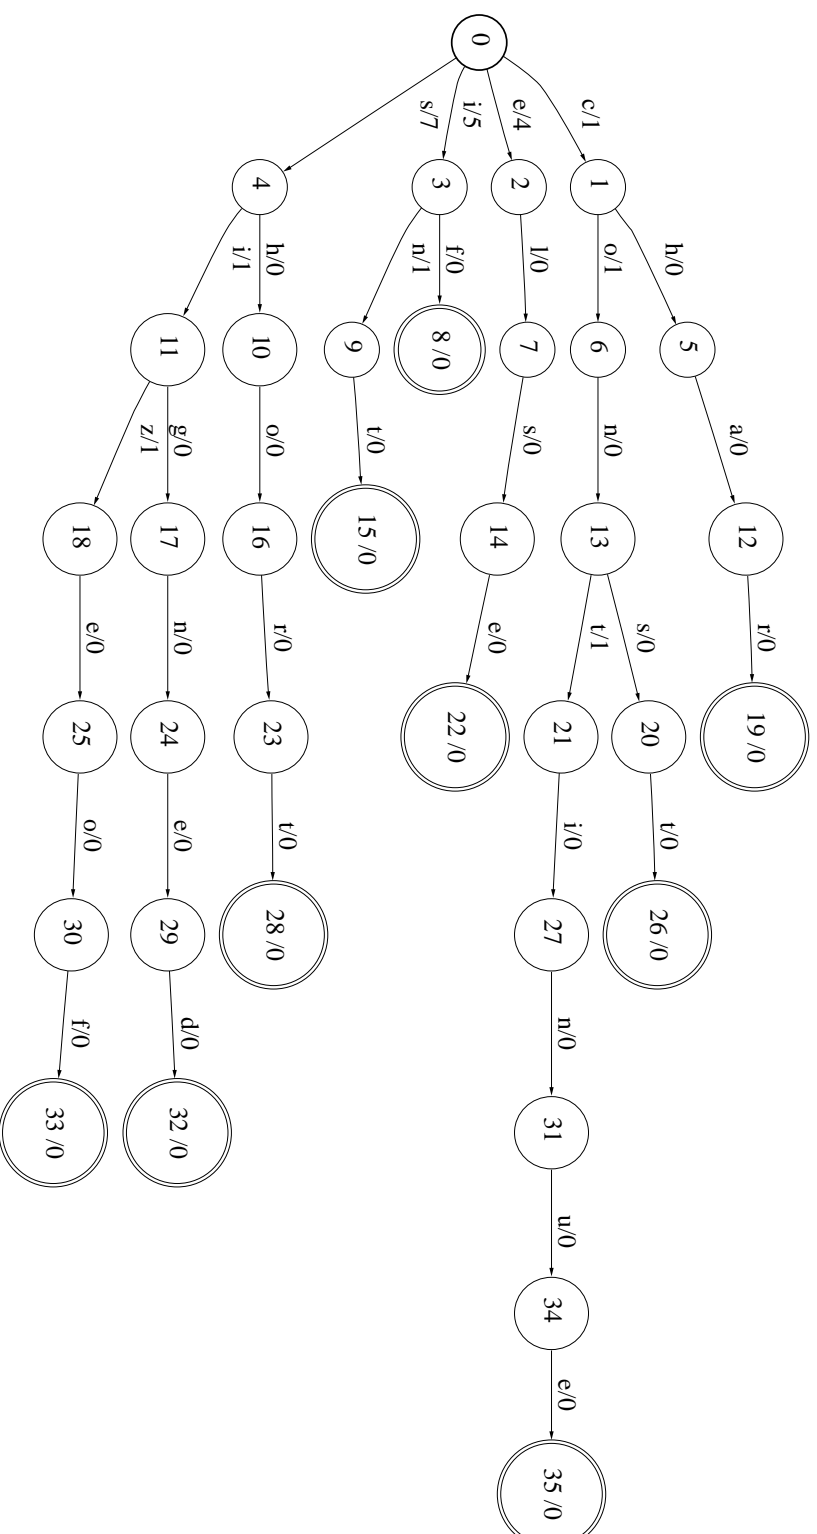 0
c/1
e/4
i/5
s/7
1
2
3
4
h/0
o/1
l/0
f/0
n/1
h/0
i/1
5
6
7
8 /0
9
10
11
a/0
n/0
s/0
t/0
o/0
g/0
z/1
12
13
14
15 /0
16
17
18
r/0
s/0
t/1
e/0
r/0
n/0
e/0
19 /0
20
21
22 /0
23
24
25
t/0
i/0
t/0
e/0
o/0
26 /0
27
28 /0
29
30
n/0
d/0
f/0
31
32 /0
33 /0
u/0
34
e/0
35 /0